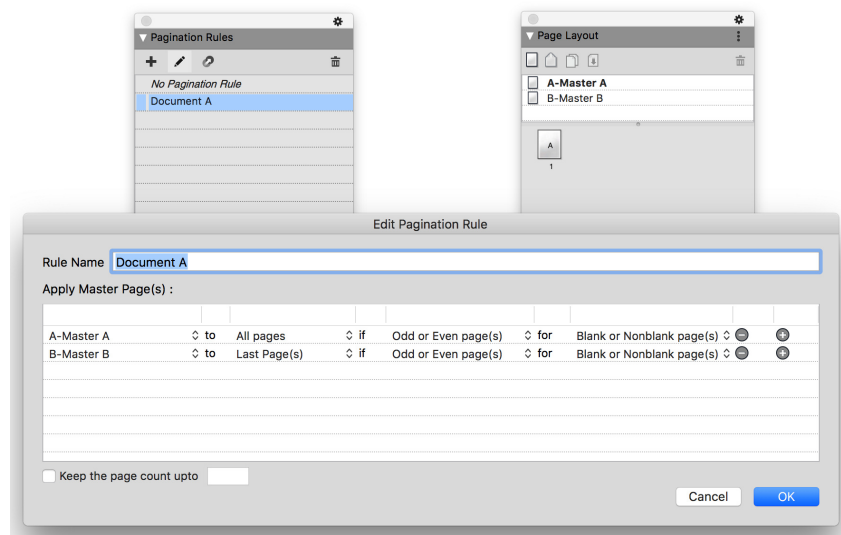 Pagination Rules
No Pagination Rule
Document A
Page Layout
A-Master A
B-Master B
A
1
Edit Pagination Rule
Rule Name Document A
Apply Master Page(s) :
A-Master A to All pages if Odd or Even page(s) for Blank or Nonblank page(s)
B-Master B to Last Page(s) if Odd or Even page(s) for Blank or Nonblank page(s)
Keep the page count upto
Cancel OK